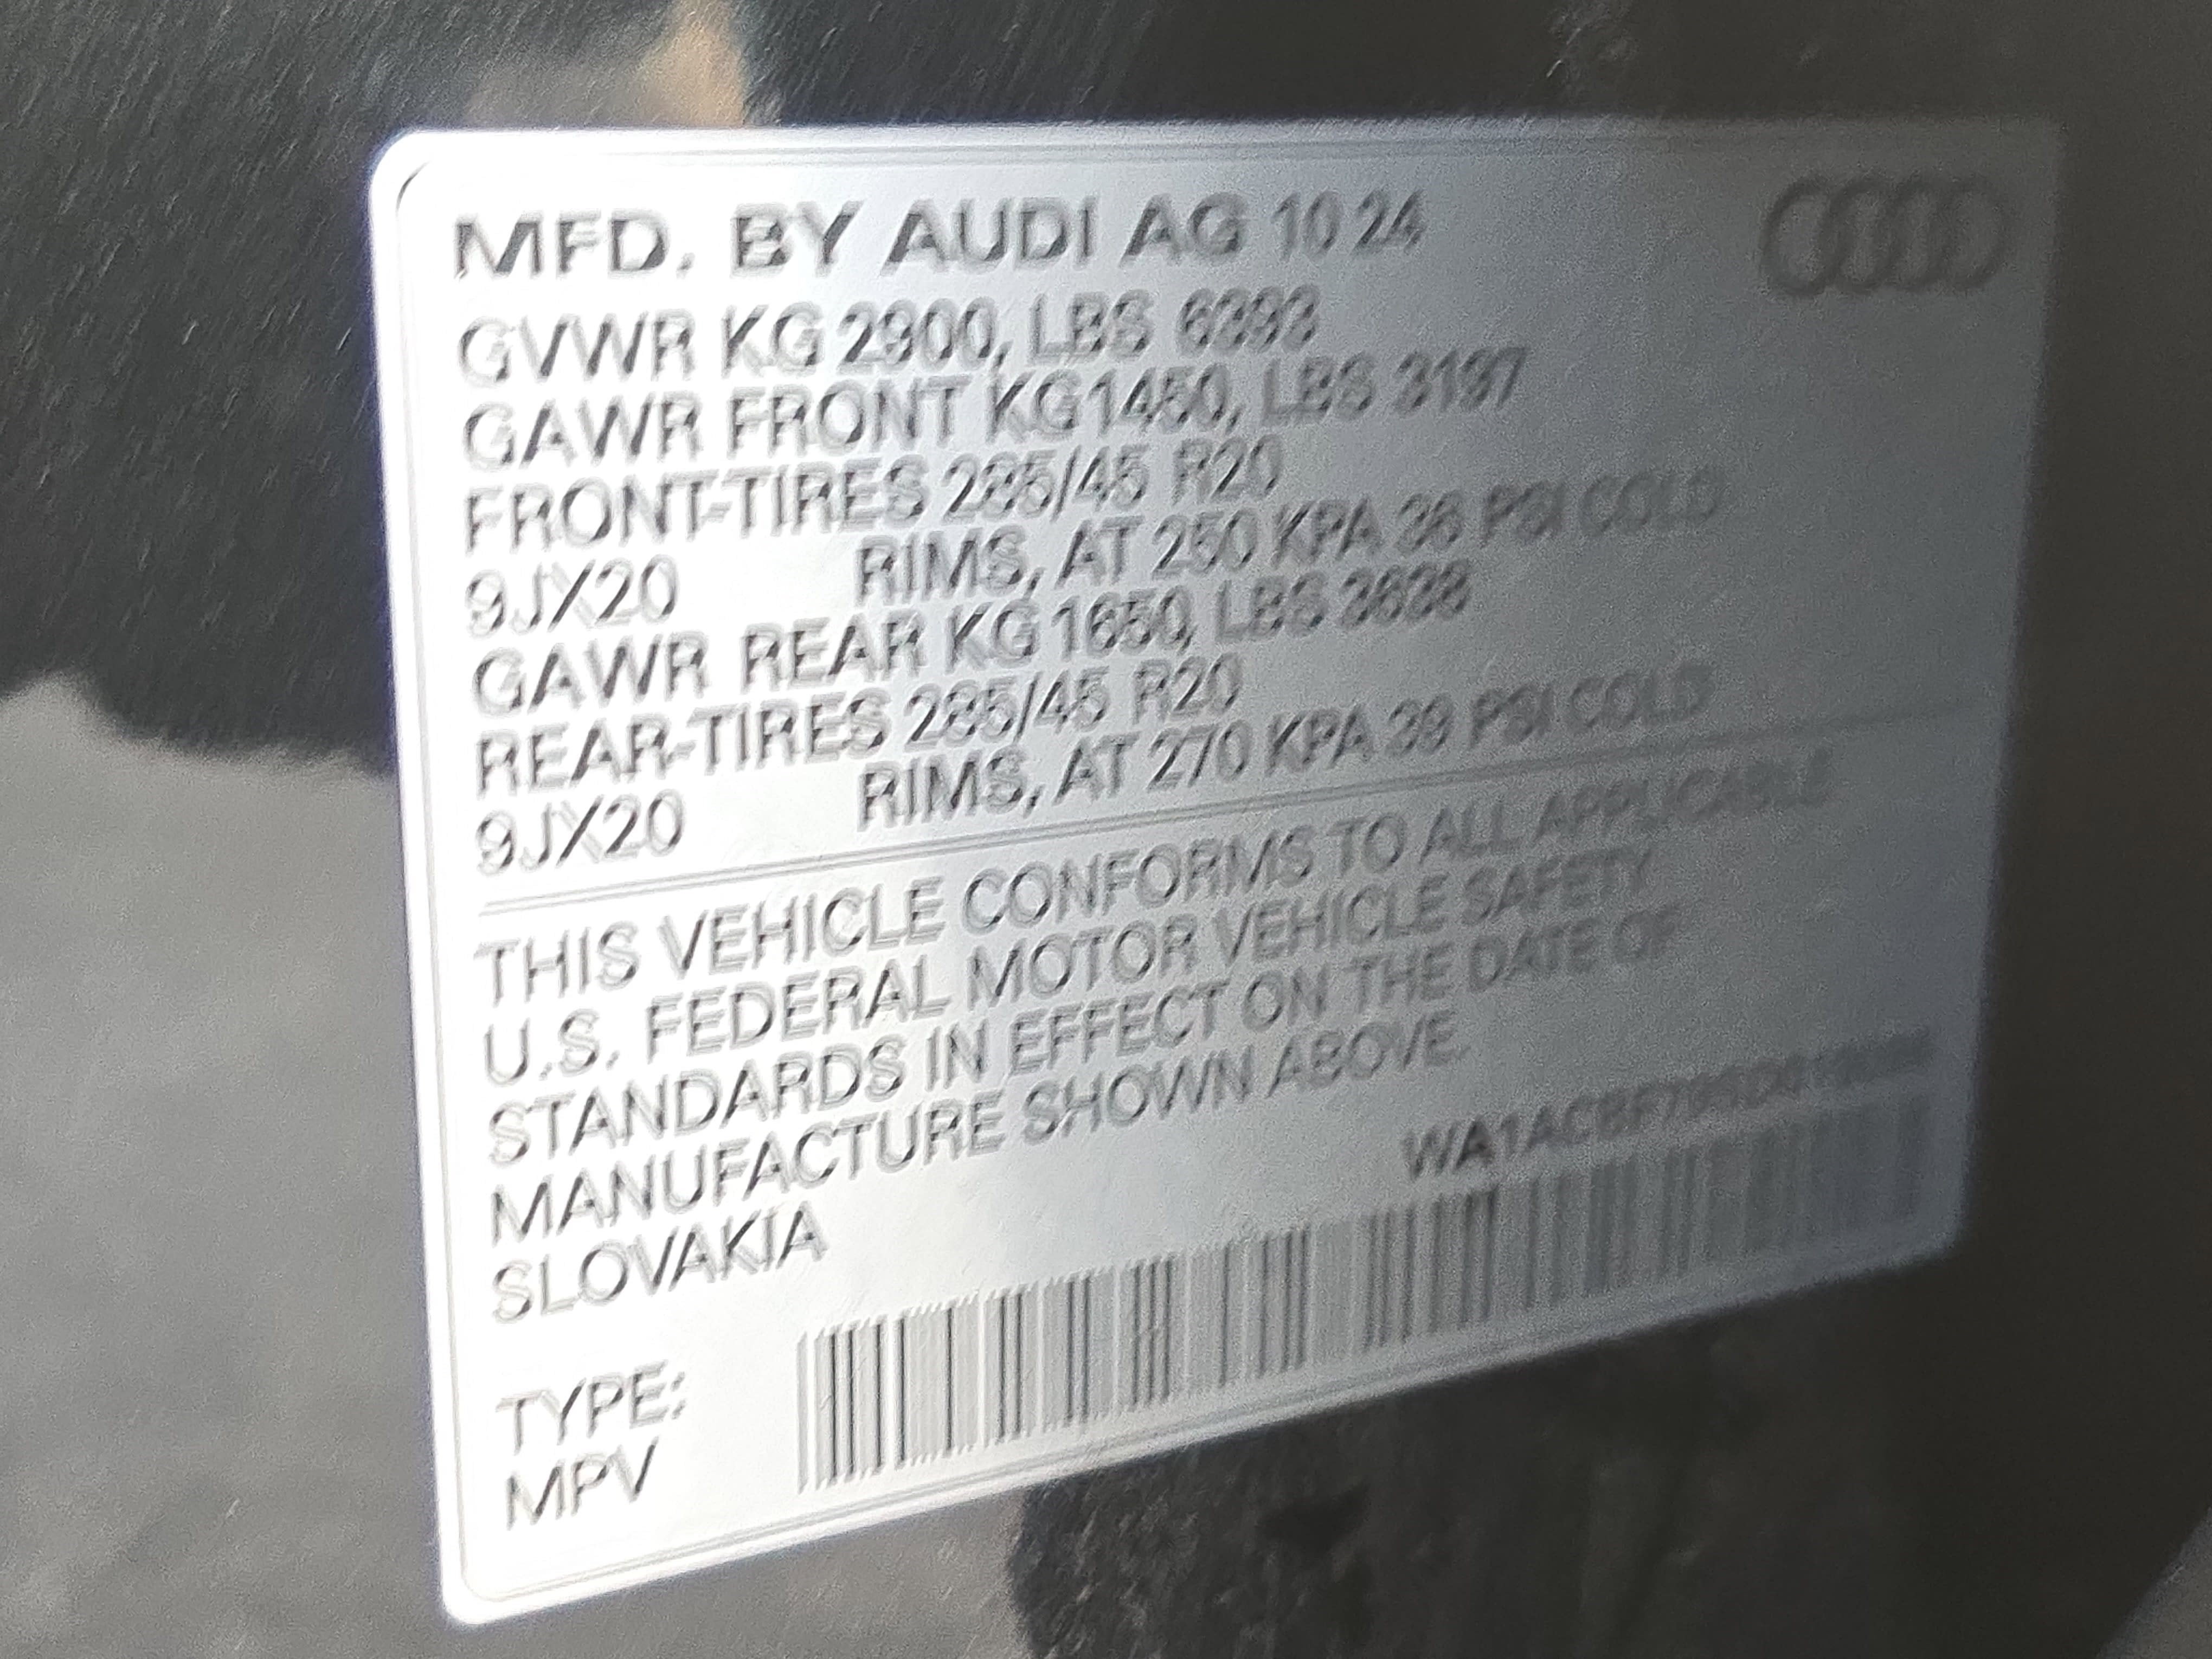 MFD. BY AUDI AG 10 24
GVWR KG 2900, LBS 6393
GAWR FRONT KG 1450, LBS 3197
FRONT-TIRES 285/45 R20
9JX20 RIMS, AT 250 KPA 36 PSI COLD
GAWR REAR KG 1650, LBS 3638
REAR-TIRES 285/45 R20
9JX20 RIMS, AT 270 KPA 39 PSI COLD
THIS VEHICLE CONFORMS TO ALL APPLICABLE
U.S. FEDERAL MOTOR VEHICLE SAFETY
STANDARDS IN EFFECT ON THE DATE OF
MANUFACTURE SHOWN ABOVE.
SLOVAKIA
TYPE:
MPV